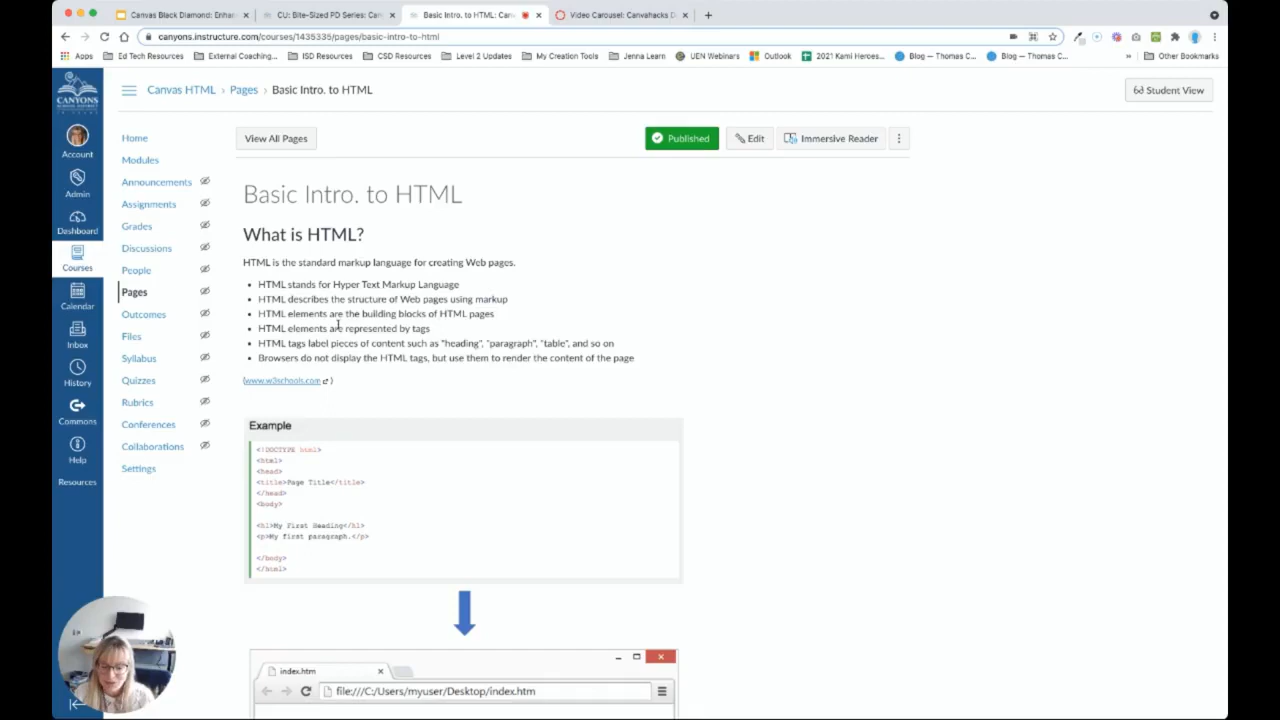 Canvas Black Diamond: Enhan
CU: Bite-Sized PD Series: Can
Basic Intro. to HTML: Can
Video Carousel: Canvahacks D
canyons.instructure.com/courses/1435335/pages/basic-intro-to-html
Apps
Ed Tech Resources
External Coaching...
ISD Resources
CSD Resources
Level 2 Updates
My Creation Tools
Jenna Learn
UEN Webinars
Outlook
2021 Kami Heroes...
Blog — Thomas C...
Blog — Thomas C...
»
Other Bookmarks
CANYONS
Account
Admin
Dashboard
Courses
Calendar
Inbox
History
Commons
Help
Resources
Canvas HTML › Pages › Basic Intro. to HTML
Student View
Home
Modules
Announcements
Assignments
Grades
Discussions
People
Pages
Outcomes
Files
Syllabus
Quizzes
Rubrics
Conferences
Collaborations
Settings
View All Pages
Published
Edit
Immersive Reader
Basic Intro. to HTML
What is HTML?
HTML is the standard markup language for creating Web pages.
• HTML stands for Hyper Text Markup Language
• HTML describes the structure of Web pages using markup
• HTML elements are the building blocks of HTML pages
• HTML elements are represented by tags
• HTML tags label pieces of content such as "heading", "paragraph", "table", and so on
• Browsers do not display the HTML tags, but use them to render the content of the page
(www.w3schools.com )
Example
<!DOCTYPE html>
<html>
<head>
<title>Page Title</title>
</head>
<body>
<h1>My First Heading</h1>
<p>My first paragraph.</p>
</body>
</html>
index.htm
file:///C:/Users/myuser/Desktop/index.htm